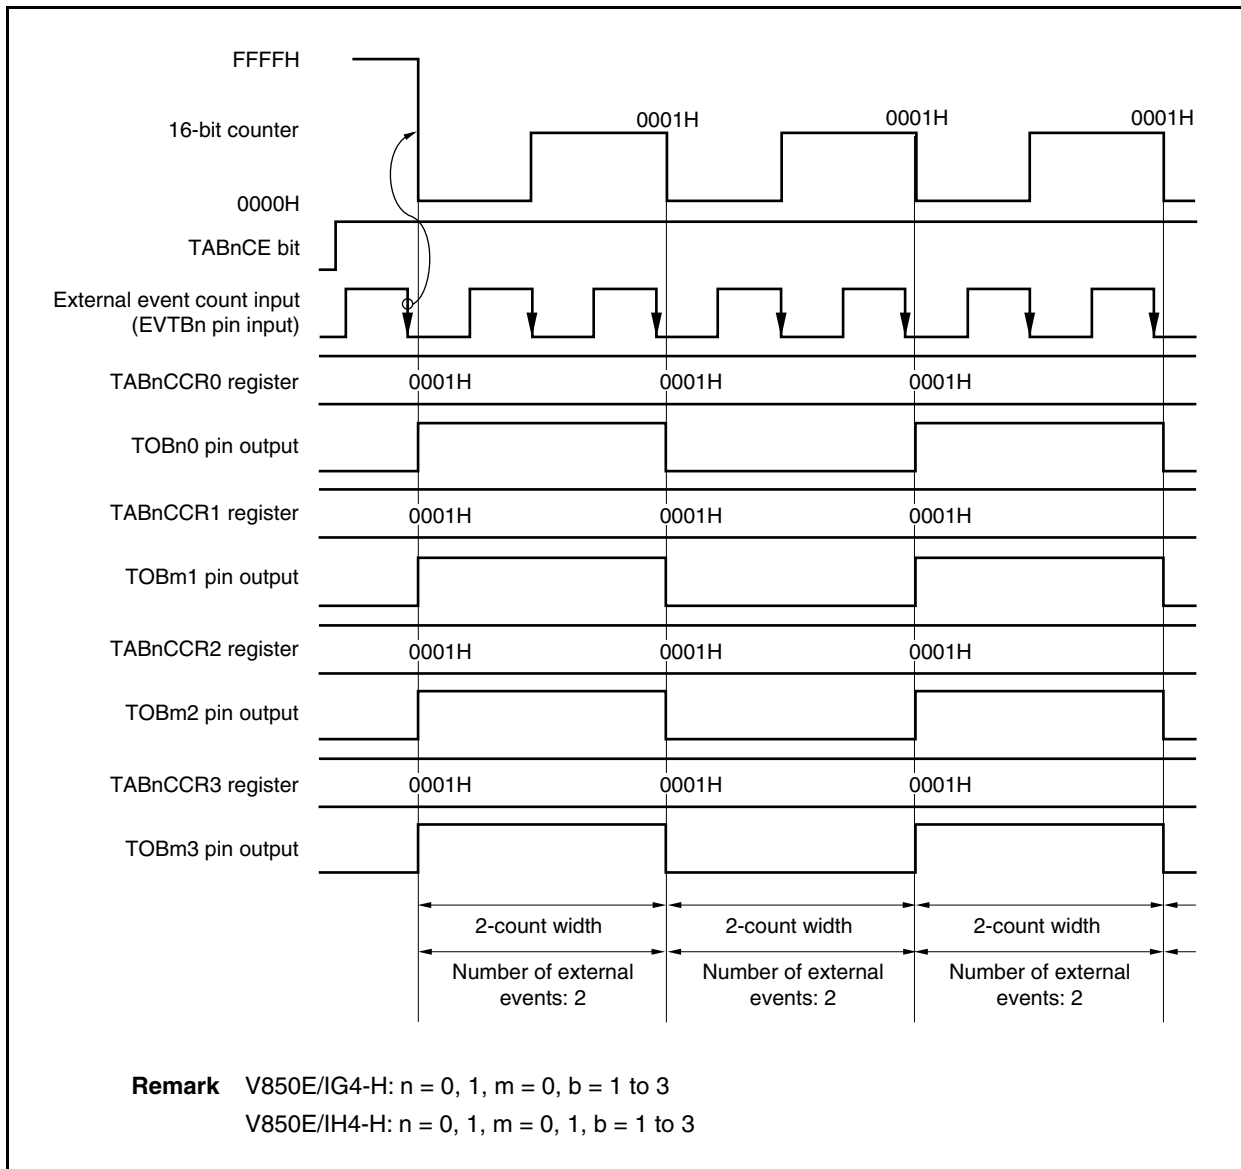 FFFFH
16-bit counter
0001H 0001H 0001H
0000H
TABnCE bit
External event count input
(EVTBn pin input)
TABnCCR0 register
0001H 0001H 0001H
TOBn0 pin output
TABnCCR1 register
0001H 0001H 0001H
TOBm1 pin output
TABnCCR2 register
0001H 0001H 0001H
TOBm2 pin output
TABnCCR3 register
0001H 0001H 0001H
TOBm3 pin output
2-count width 2-count width 2-count width
Number of external
events: 2
Number of external
events: 2
Number of external
events: 2
Remark V850E/IG4-H: n = 0, 1, m = 0, b = 1 to 3
V850E/IH4-H: n = 0, 1, m = 0, 1, b = 1 to 3